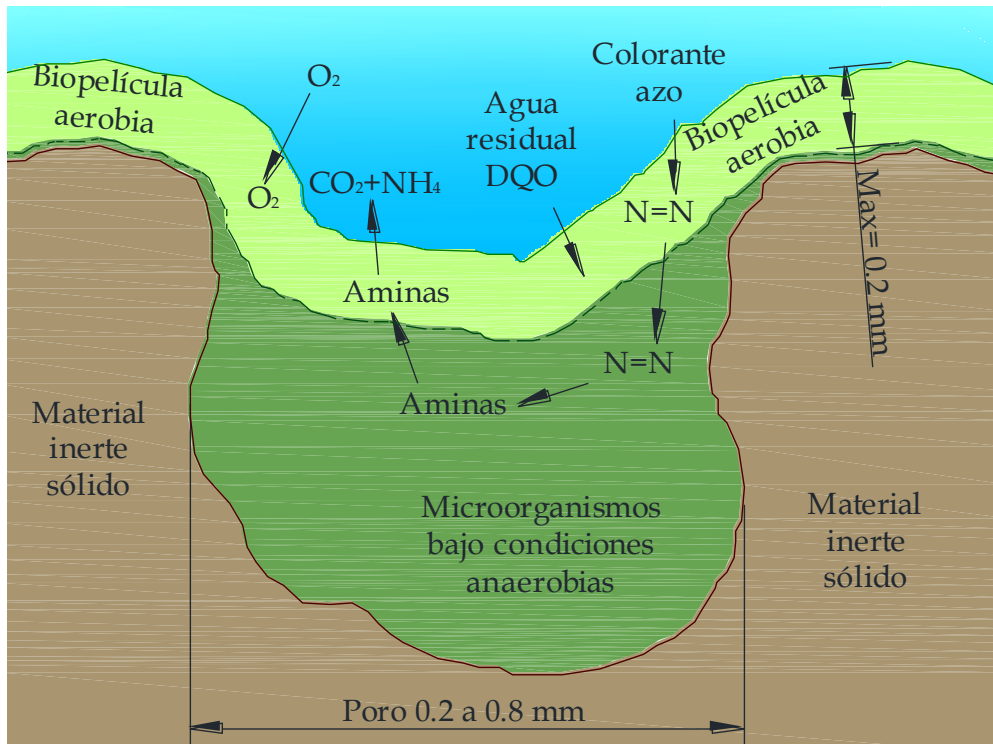 Biopelícula
aerobia
O₂
O₂
CO₂+NH₄
Aminas
Agua
residual
DQO
Colorante
azo
N=N
Biopelícula
aerobia
Max= 0.2 mm
N=N
Aminas
Material
inerte
sólido
Microorganismos
bajo condiciones
anaerobias
Material
inerte
sólido
Poro 0.2 a 0.8 mm